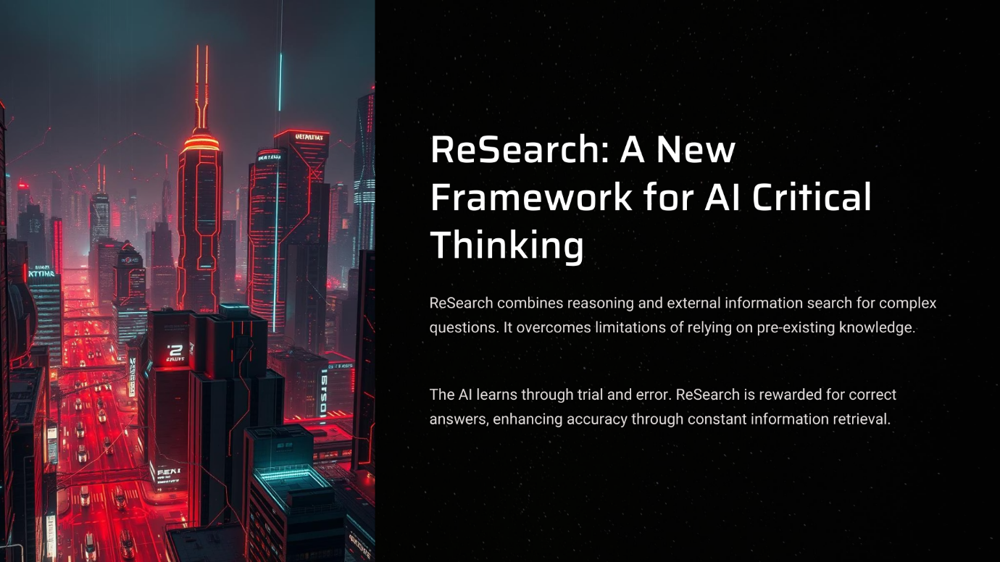 ReSearch: A New
Framework for AI Critical
Thinking
ReSearch combines reasoning and external information search for complex
questions. It overcomes limitations of relying on pre-existing knowledge.
The AI learns through trial and error. ReSearch is rewarded for correct
answers, enhancing accuracy through constant information retrieval.